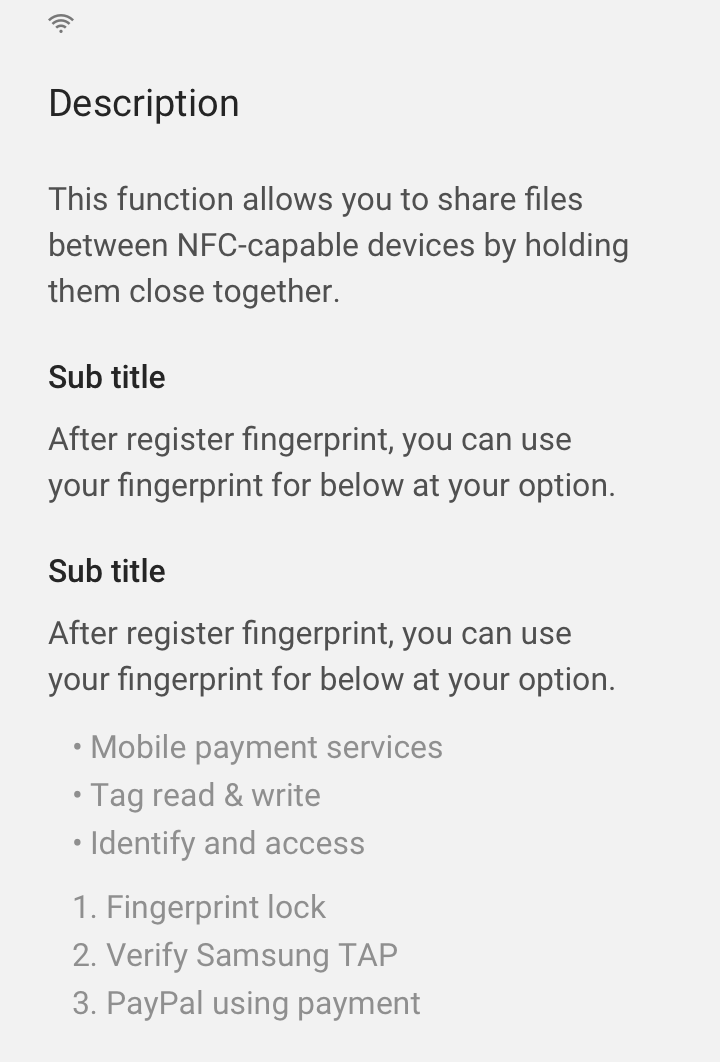 Description
This function allows you to share files
between NFC-capable devices by holding
them close together.
Sub title
After register fingerprint, you can use
your fingerprint for below at your option.
Sub title
After register fingerprint, you can use
your fingerprint for below at your option.
• Mobile payment services
• Tag read & write
• Identify and access
1. Fingerprint lock
2. Verify Samsung TAP
3. PayPal using payment